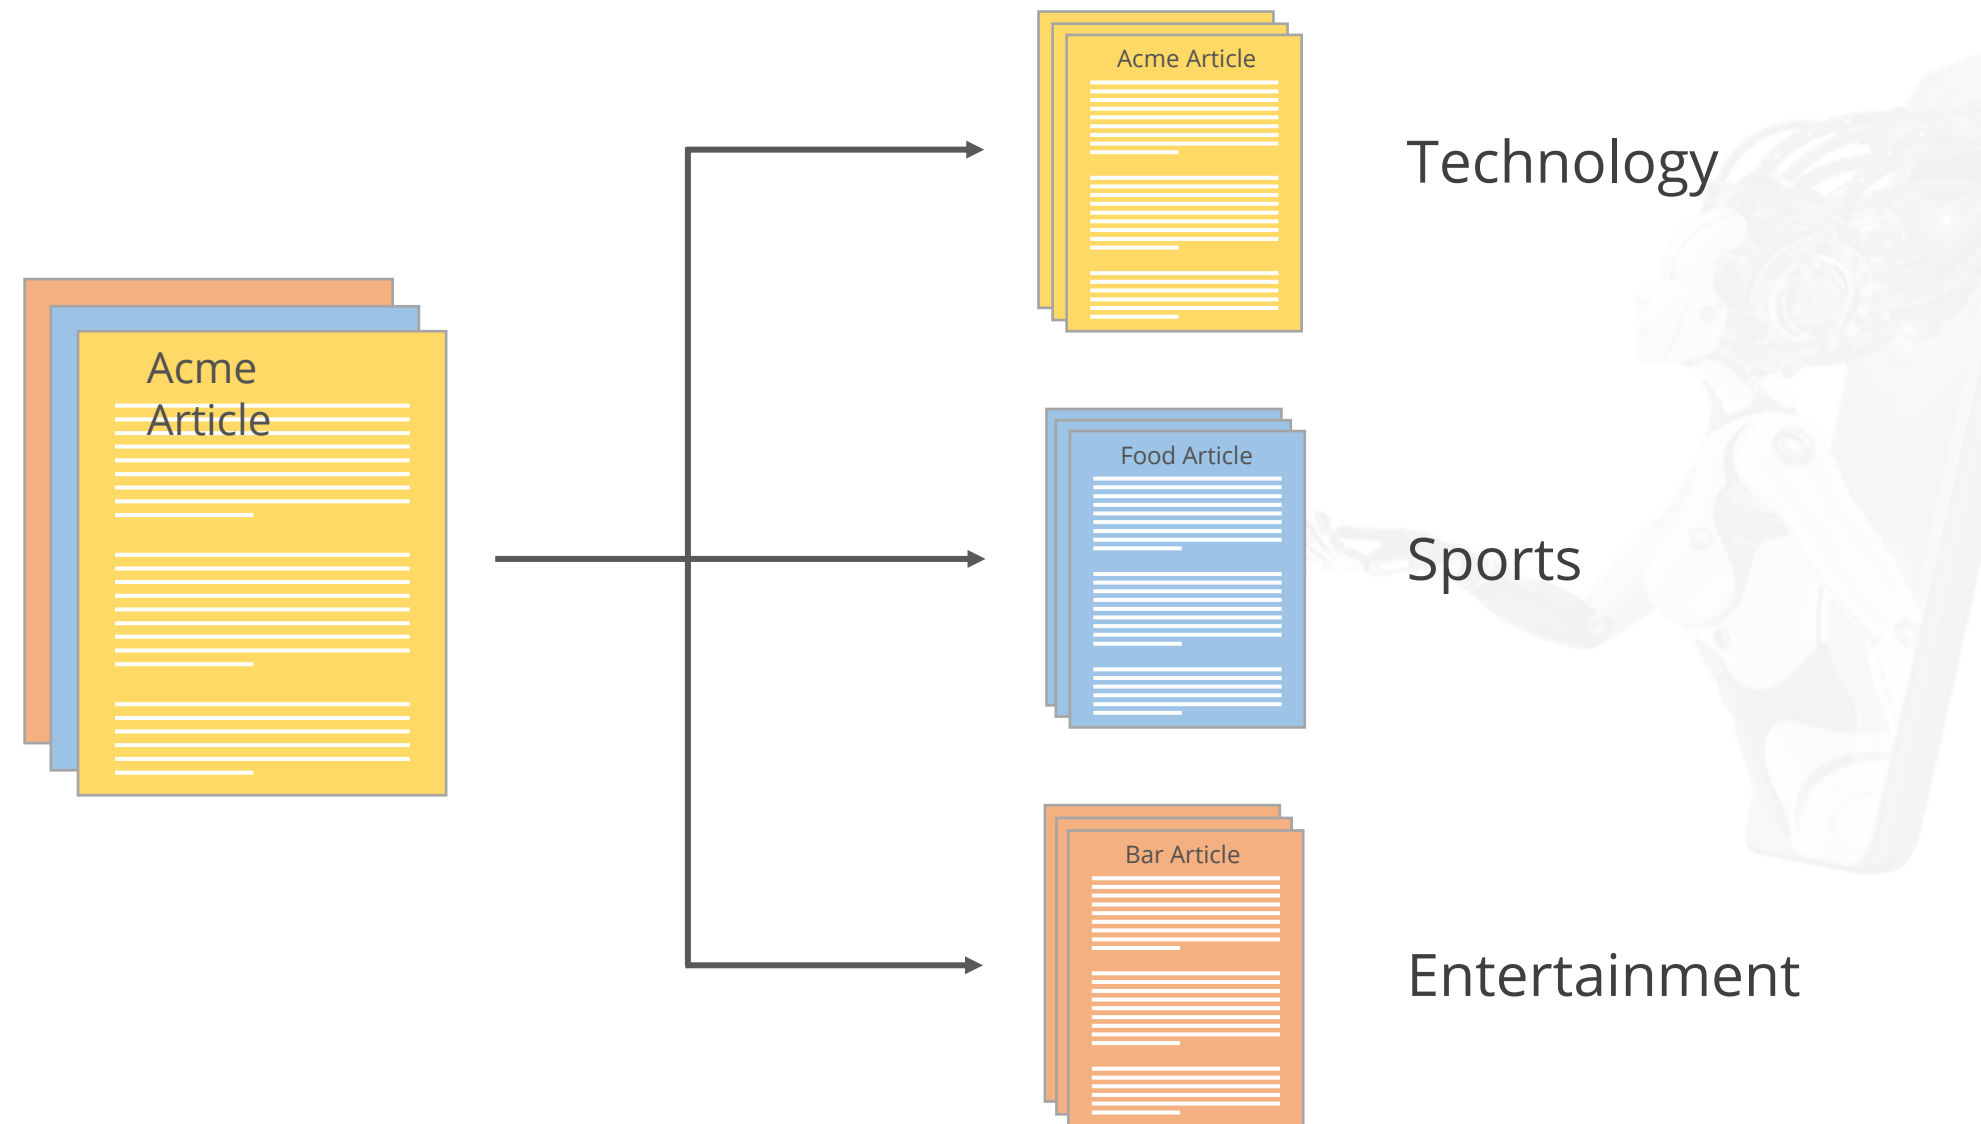 Acme
Article
Acme Article
Technology
Food Article
Sports
Bar Article
Entertainment